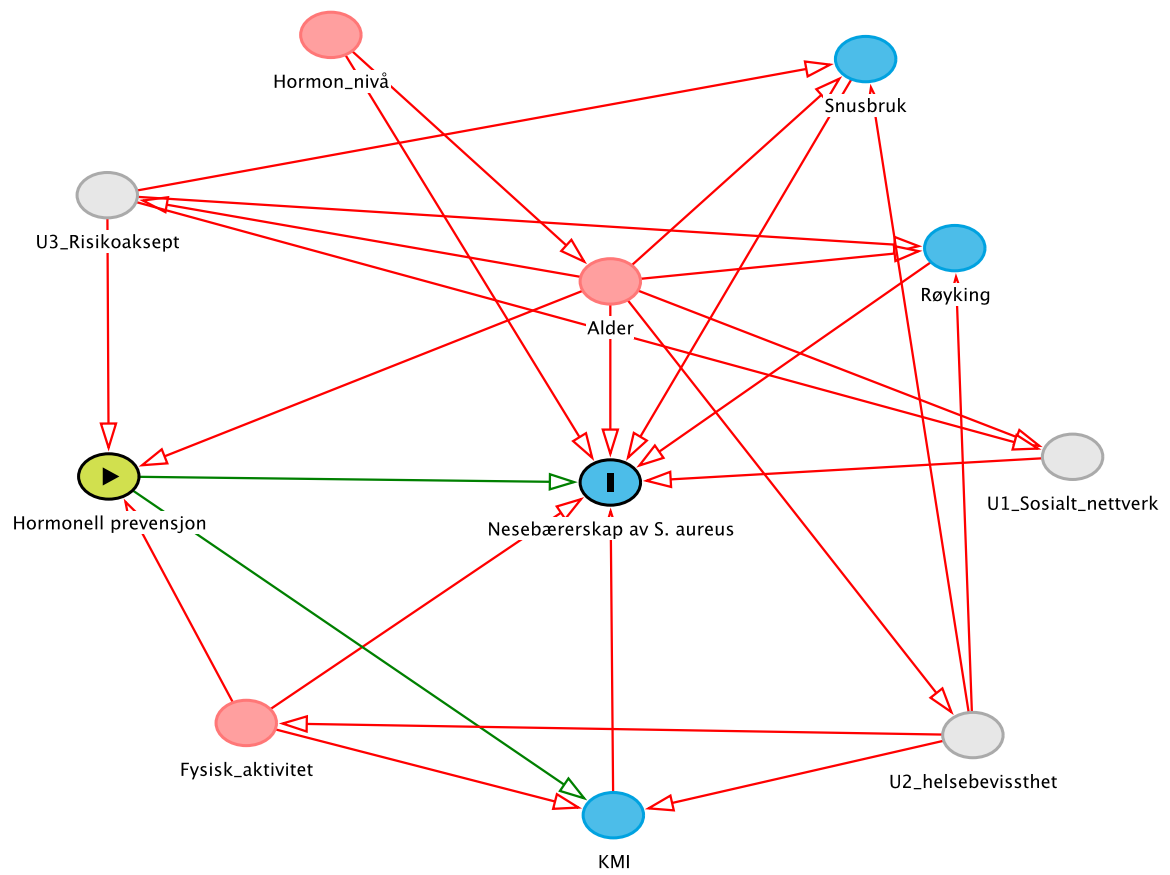 Hormon_nivå
Snusbruk
U3_Risikoaksept
Røyking
Alder
U1_Sosialt_nettverk
Hormonell prevensjon
Nesebærerskap av S. aureus
Fysisk_aktivitet
U2_helsebevissthet
KMI